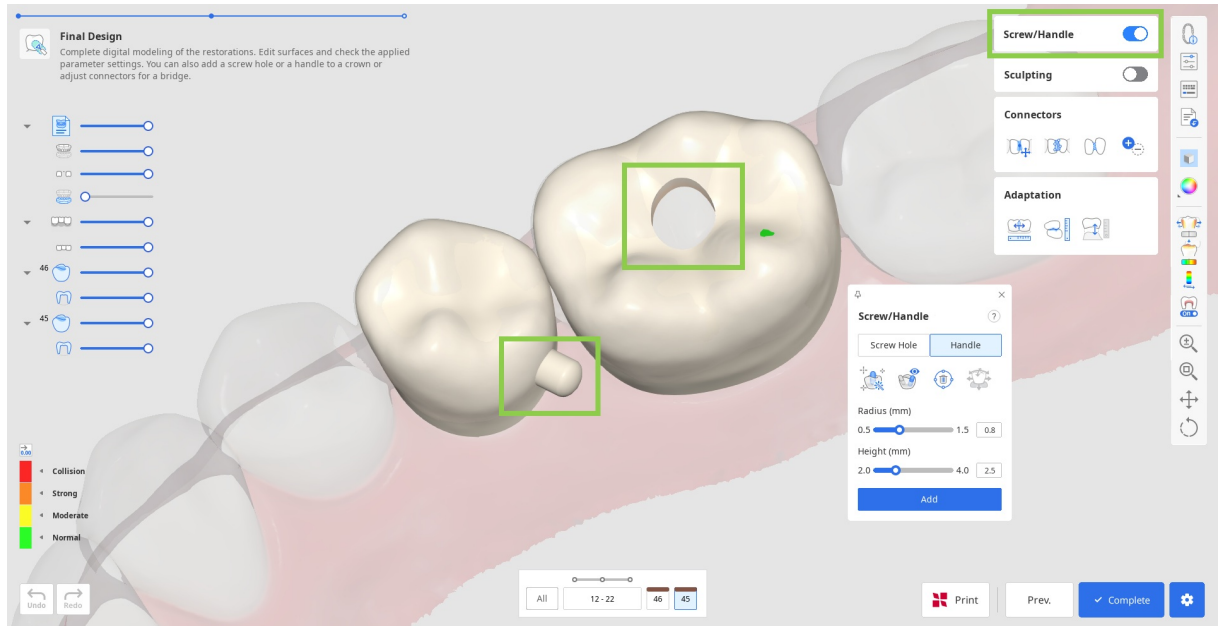 Final Design
Complete digital modeling of the restorations. Edit surfaces and check the applied
parameter settings. You can also add a screw hole or a handle to a crown or
adjust connectors for a bridge.
46
45
0.00
Collision
Strong
Moderate
Normal
Undo
Redo
All
12 - 22
46
45
Screw/Handle
Sculpting
Connectors
Adaptation
Screw/Handle
?
Screw Hole
Handle
Radius (mm)
0.5
1.5
0.8
Height (mm)
2.0
4.0
2.5
Add
ON
Print
Prev.
Complete